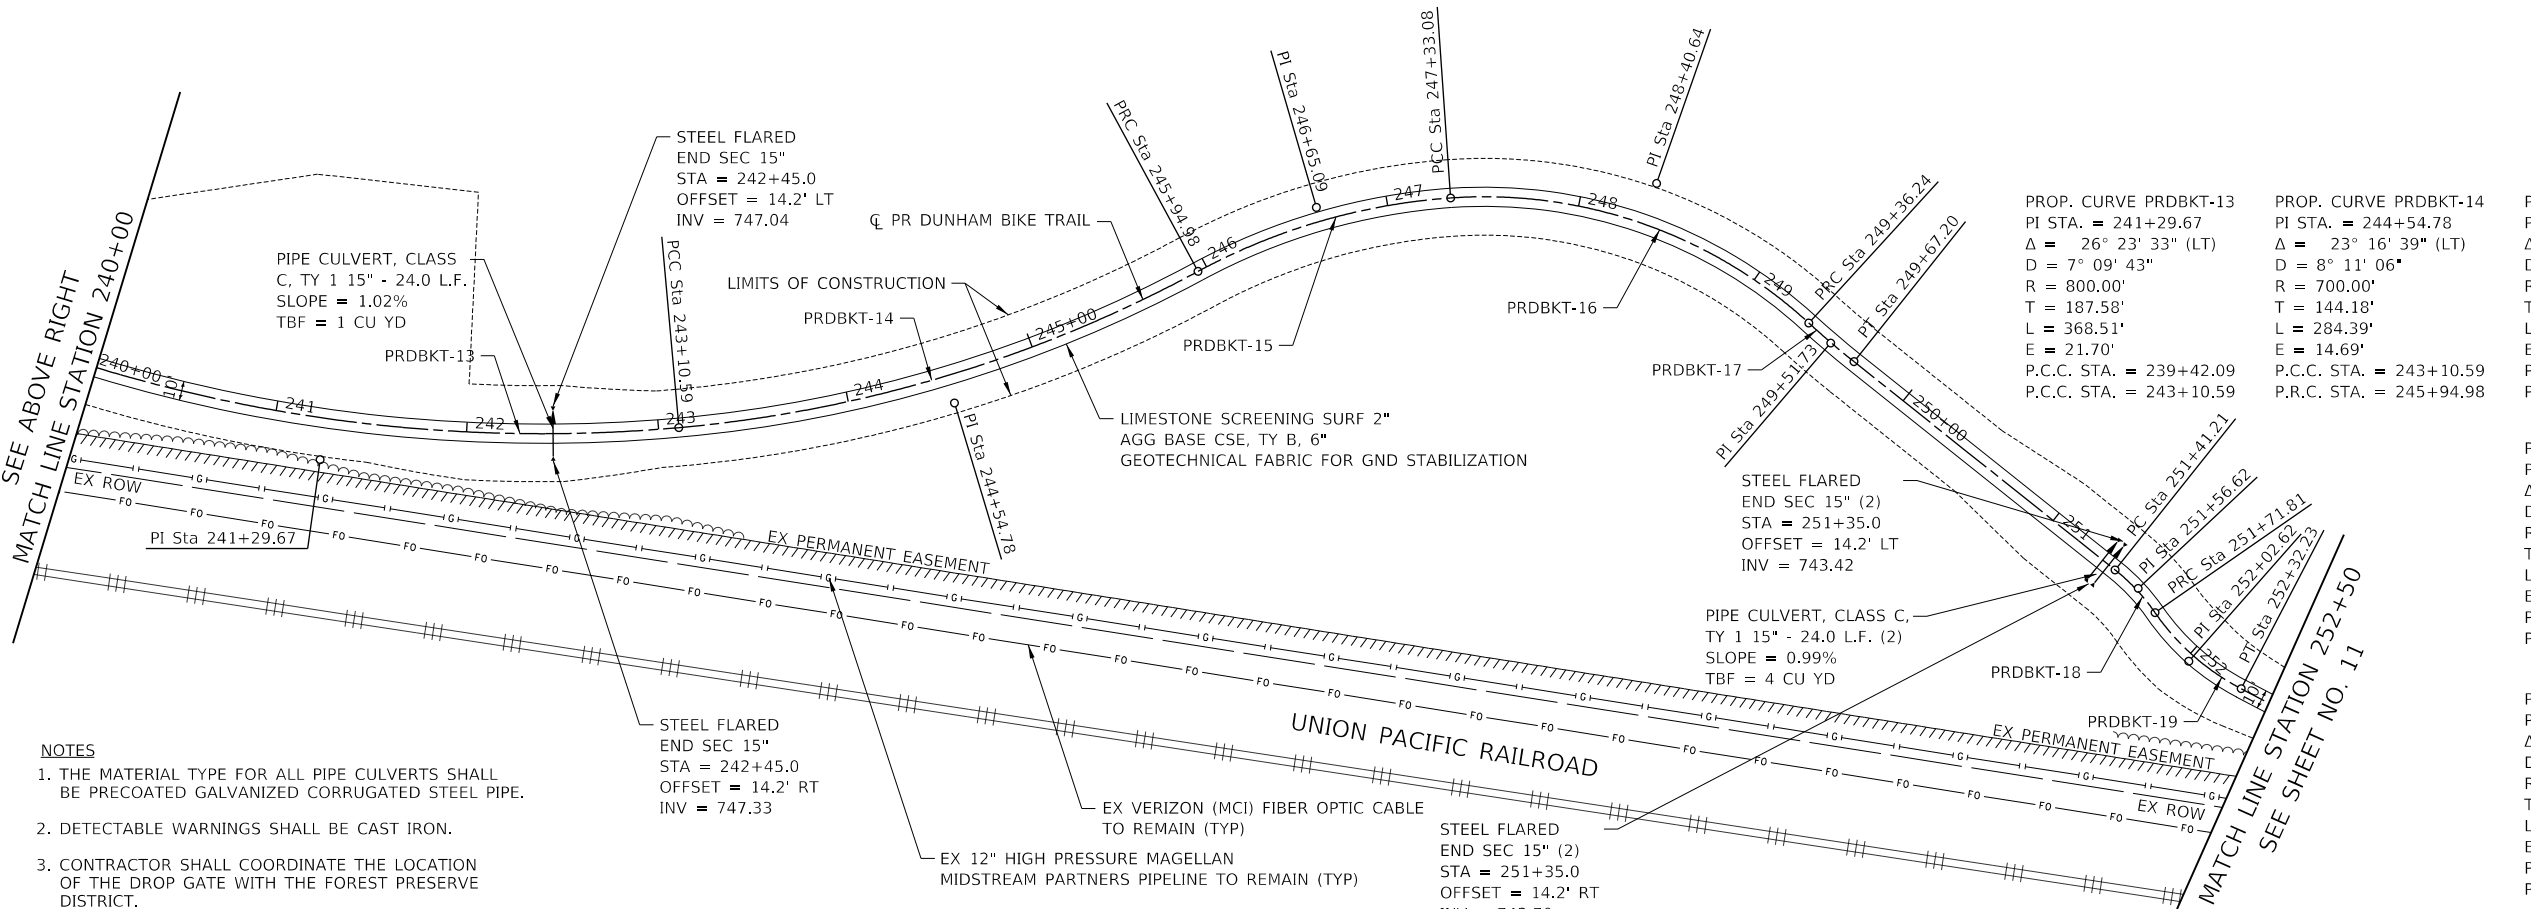 SEE ABOVE RIGHT
MATCH LINE STATION 240+00
240+00
10'
241
242
243
244
245+00
246
247
248
249
250+00
251
252
10'
STEEL FLARED
END SEC 15"
STA = 242+45.0
OFFSET = 14.2' LT
INV = 747.04
PIPE CULVERT, CLASS
C, TY 1 15" - 24.0 L.F.
SLOPE = 1.02%
TBF = 1 CU YD
PRDBKT-13
PCC Sta 243+10.59
℄ PR DUNHAM BIKE TRAIL
LIMITS OF CONSTRUCTION
PRDBKT-14
PRC Sta 245+94.98
PI Sta 246+65.09
PCC Sta 247+33.08
PI Sta 248+40.64
PRC Sta 249+36.24
PT Sta 249+67.20
PRDBKT-15
PRDBKT-16
PRDBKT-17
PI Sta 249+51.73
LIMESTONE SCREENING SURF 2"
AGG BASE CSE, TY B, 6"
GEOTECHNICAL FABRIC FOR GND STABILIZATION
PI Sta 244+54.78
PI Sta 241+29.67
EX ROW
EX PERMANENT EASEMENT
STEEL FLARED
END SEC 15" (2)
STA = 251+35.0
OFFSET = 14.2' LT
INV = 743.42
PIPE CULVERT, CLASS C,
TY 1 15" - 24.0 L.F. (2)
SLOPE = 0.99%
TBF = 4 CU YD
PC Sta 251+41.21
PI Sta 251+56.62
PRC Sta 251+71.81
PI Sta 252+02.62
PT Sta 252+32.23
PRDBKT-18
PRDBKT-19
EX PERMANENT EASEMENT
EX ROW
MATCH LINE STATION 252+50
SEE SHEET NO. 11
UNION PACIFIC RAILROAD
STEEL FLARED
END SEC 15"
STA = 242+45.0
OFFSET = 14.2' RT
INV = 747.33
EX VERIZON (MCI) FIBER OPTIC CABLE
TO REMAIN (TYP)
EX 12" HIGH PRESSURE MAGELLAN
MIDSTREAM PARTNERS PIPELINE TO REMAIN (TYP)
STEEL FLARED
END SEC 15" (2)
STA = 251+35.0
OFFSET = 14.2' RT
NOTES
1. THE MATERIAL TYPE FOR ALL PIPE CULVERTS SHALL
BE PRECOATED GALVANIZED CORRUGATED STEEL PIPE.
2. DETECTABLE WARNINGS SHALL BE CAST IRON.
3. CONTRACTOR SHALL COORDINATE THE LOCATION
OF THE DROP GATE WITH THE FOREST PRESERVE
DISTRICT.
PROP. CURVE PRDBKT-13
PI STA. = 241+29.67
Δ = 26° 23' 33" (LT)
D = 7° 09' 43"
R = 800.00'
T = 187.58'
L = 368.51'
E = 21.70'
P.C.C. STA. = 239+42.09
P.C.C. STA. = 243+10.59
PROP. CURVE PRDBKT-14
PI STA. = 244+54.78
Δ = 23° 16' 39" (LT)
D = 8° 11' 06"
R = 700.00'
T = 144.18'
L = 284.39'
E = 14.69'
P.C.C. STA. = 243+10.59
P.R.C. STA. = 245+94.98